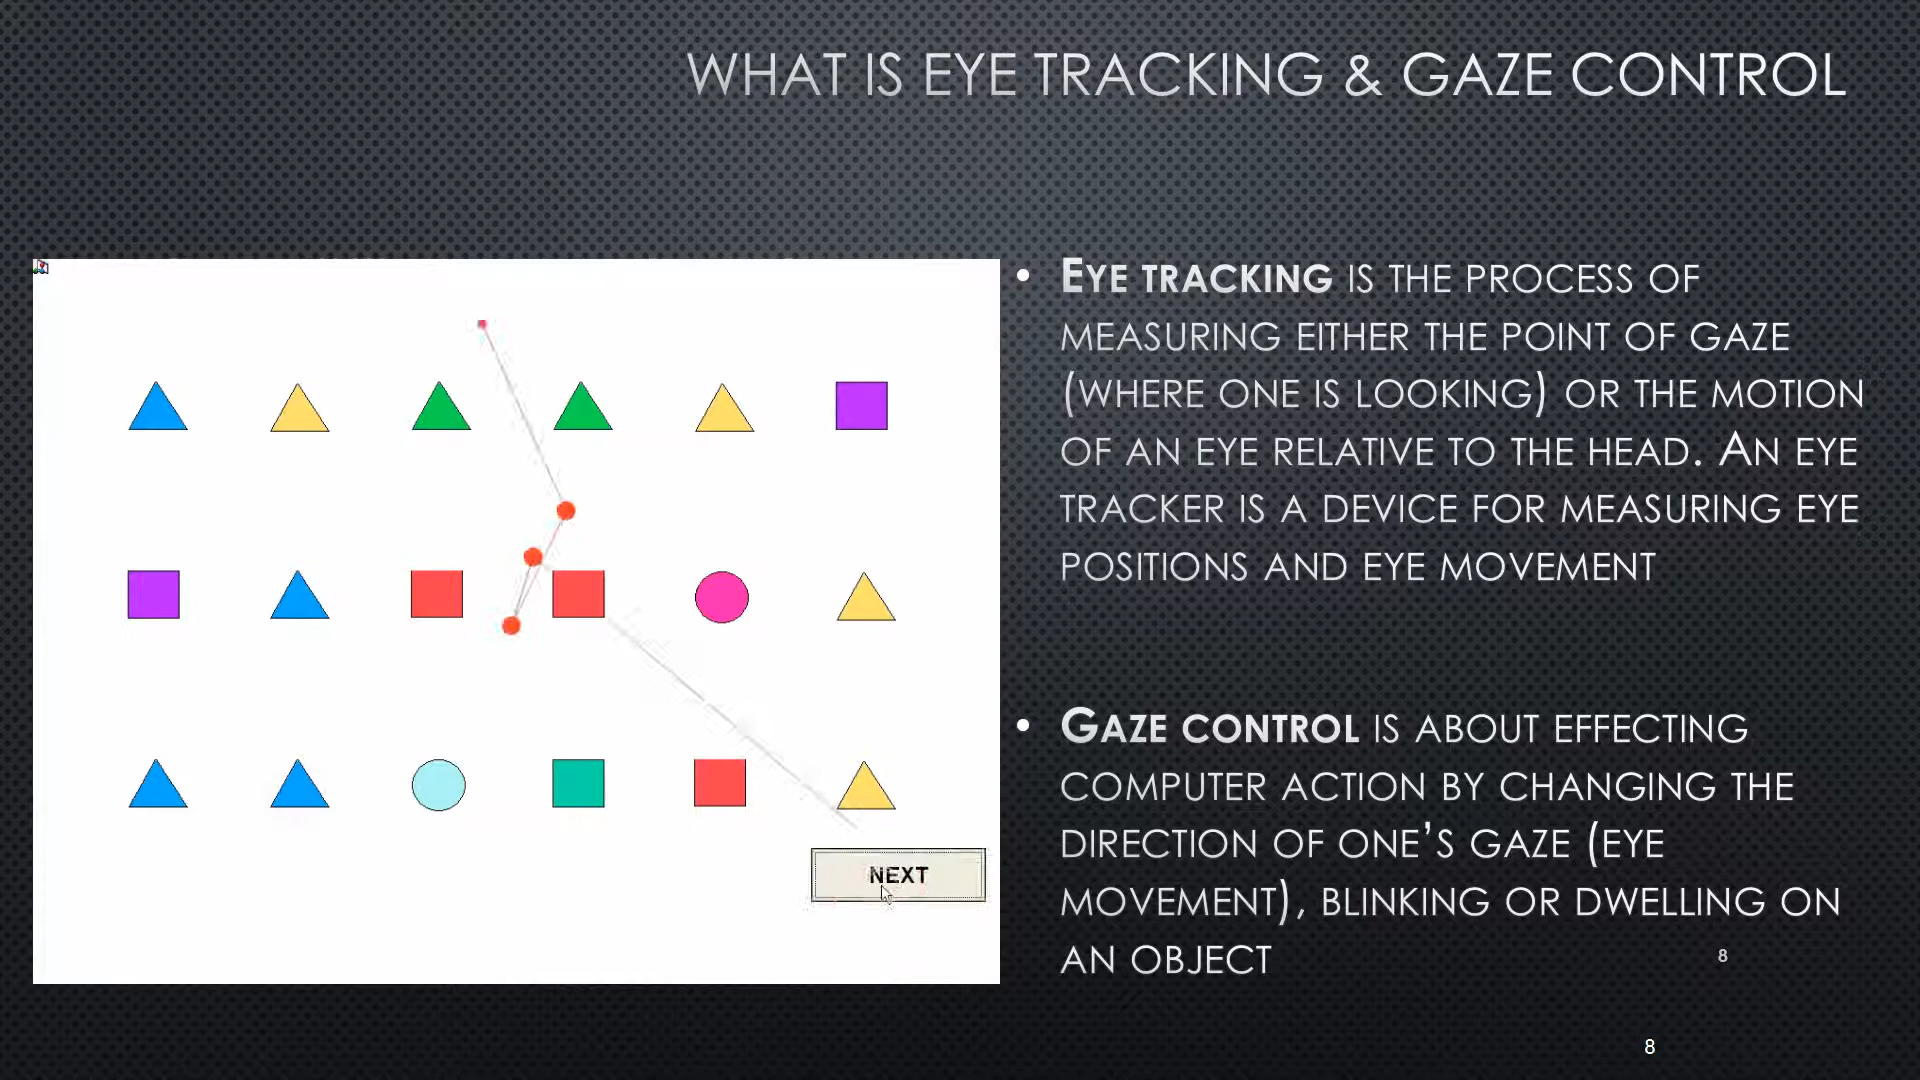 WHAT IS EYE TRACKING & GAZE CONTROL
• EYE TRACKING IS THE PROCESS OF
MEASURING EITHER THE POINT OF GAZE
(WHERE ONE IS LOOKING) OR THE MOTION
OF AN EYE RELATIVE TO THE HEAD. AN EYE
TRACKER IS A DEVICE FOR MEASURING EYE
POSITIONS AND EYE MOVEMENT
• GAZE CONTROL IS ABOUT EFFECTING
COMPUTER ACTION BY CHANGING THE
DIRECTION OF ONE’S GAZE (EYE
MOVEMENT), BLINKING OR DWELLING ON
AN OBJECT
NEXT
8
8